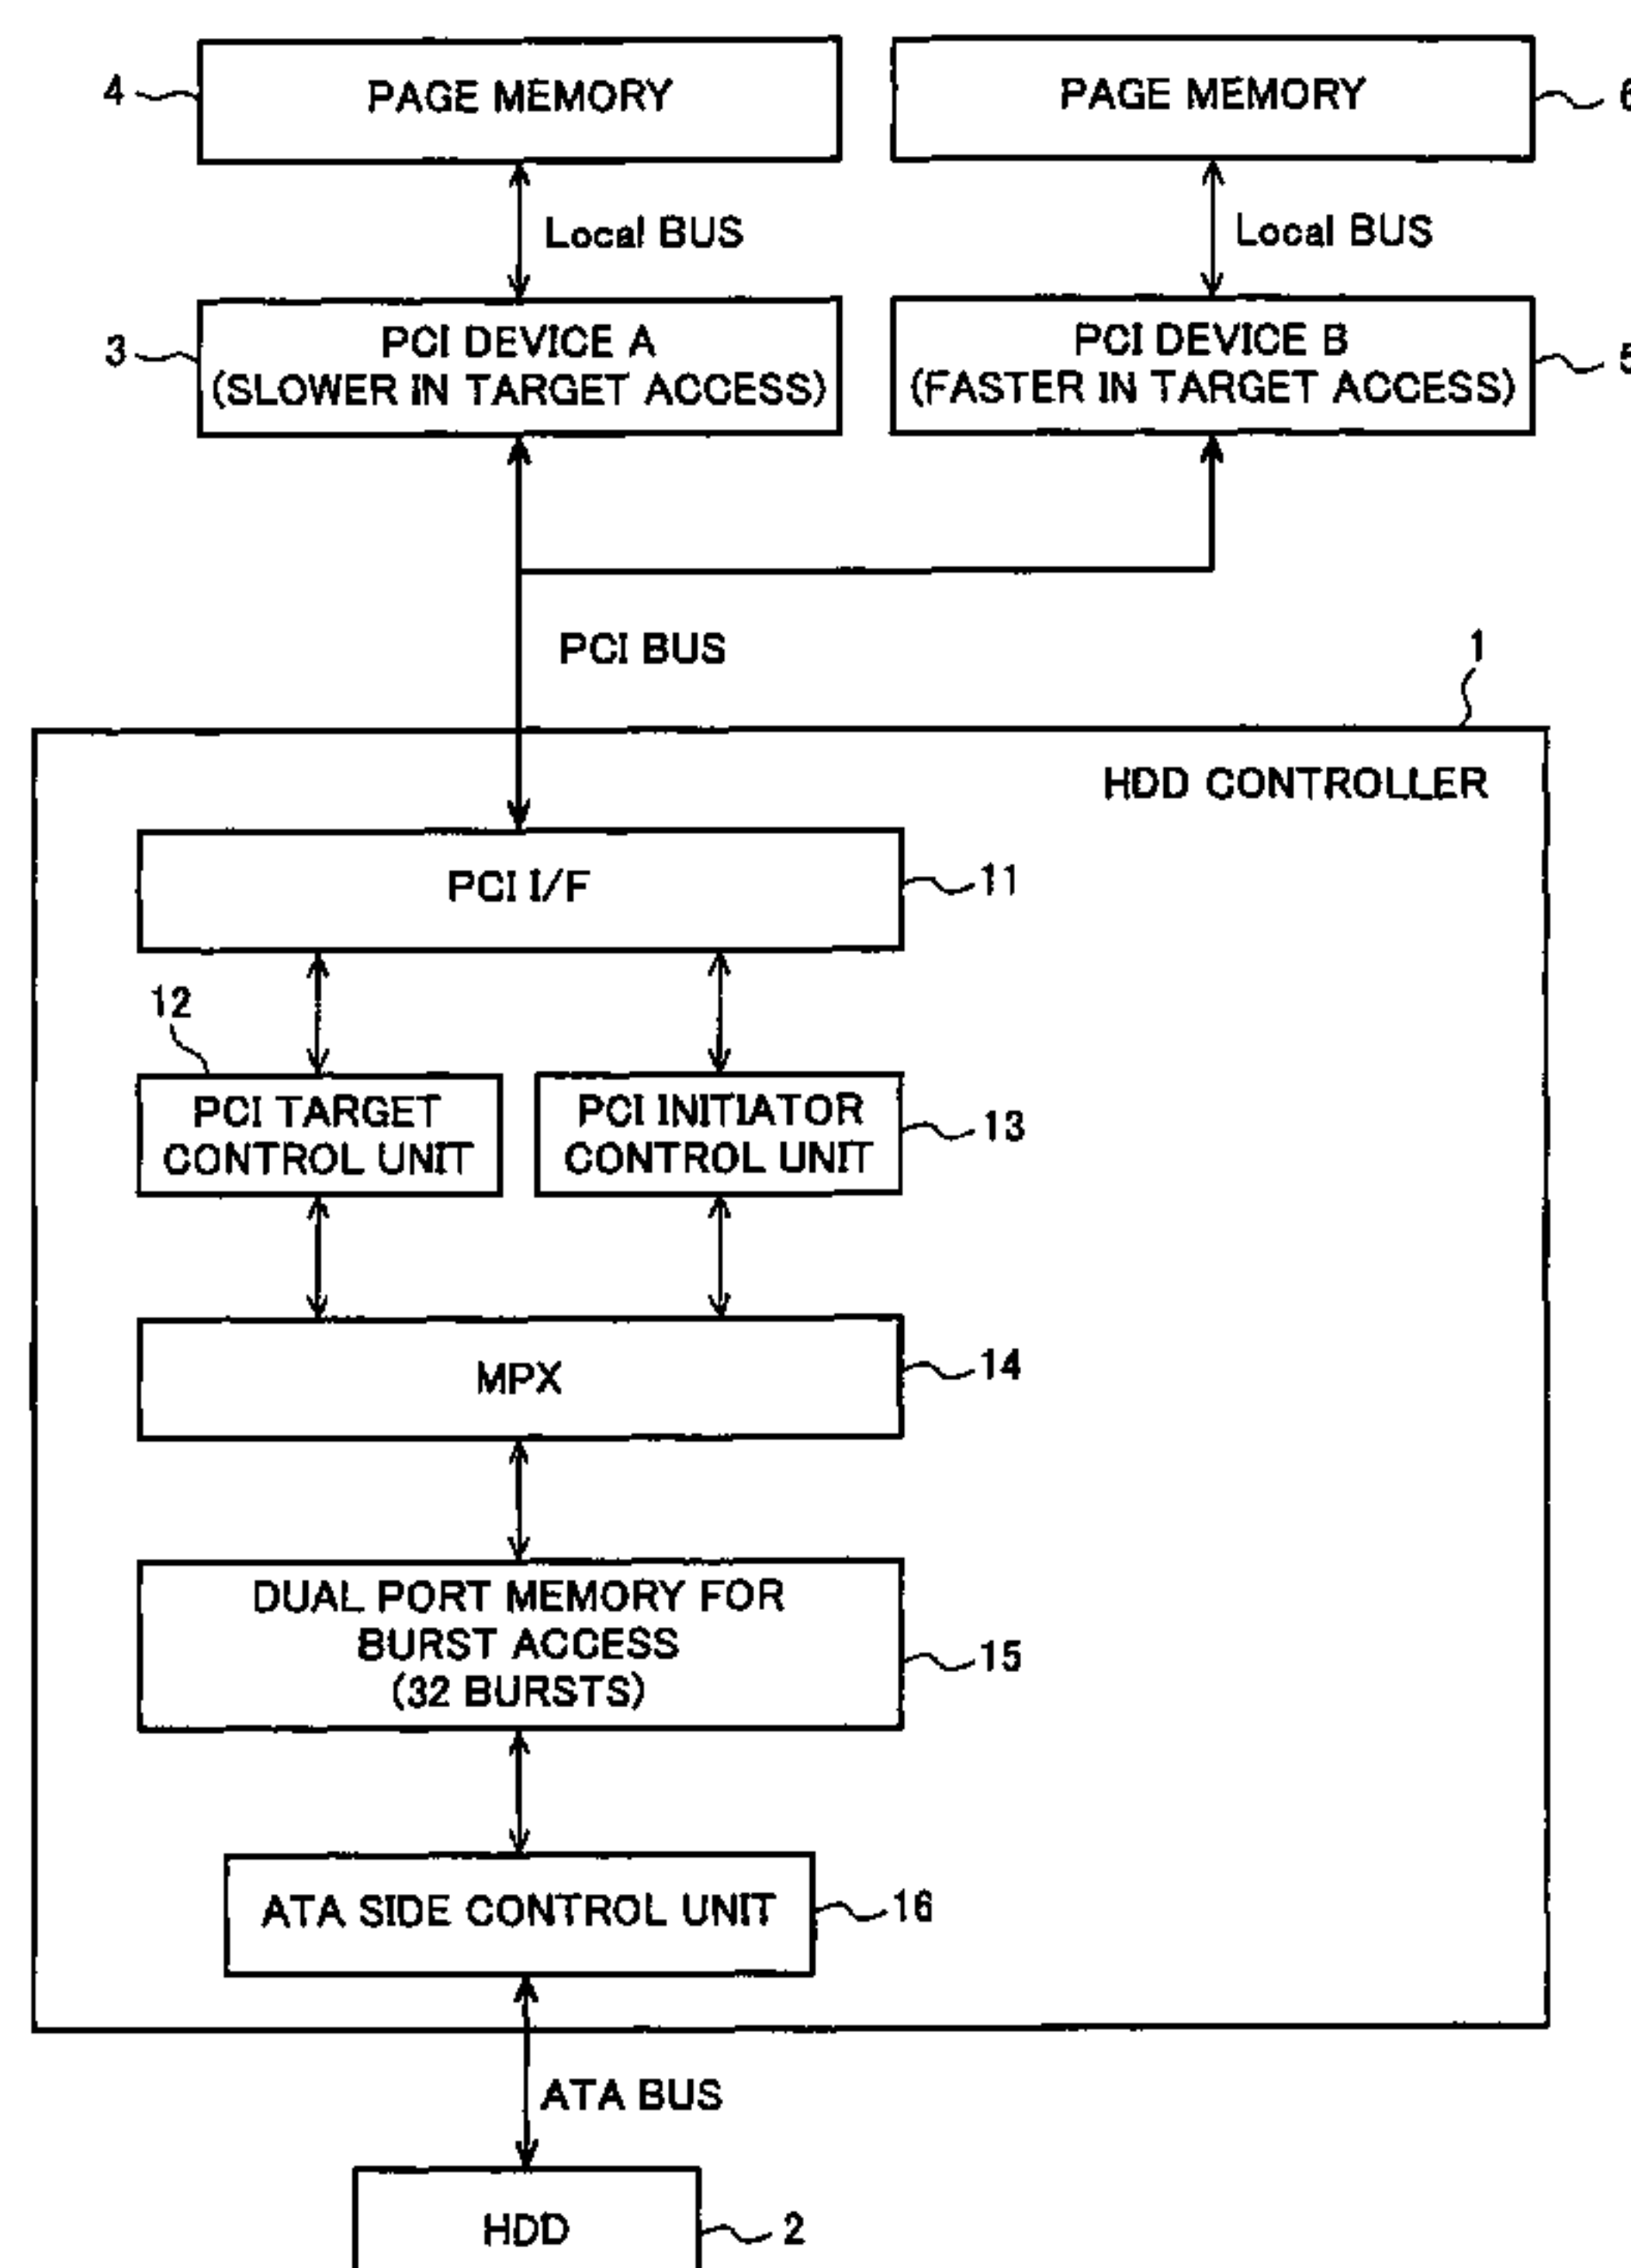 4
PAGE MEMORY
PAGE MEMORY
6
Local BUS
Local BUS
3
PCI DEVICE A
(SLOWER IN TARGET ACCESS)
PCI DEVICE B
(FASTER IN TARGET ACCESS)
5
PCI BUS
1
HDD CONTROLLER
PCI I/F
11
12
PCI TARGET
CONTROL UNIT
PCI INITIATOR
CONTROL UNIT
13
MPX
14
DUAL PORT MEMORY FOR
BURST ACCESS
(32 BURSTS)
15
ATA SIDE CONTROL UNIT
16
ATA BUS
HDD
2